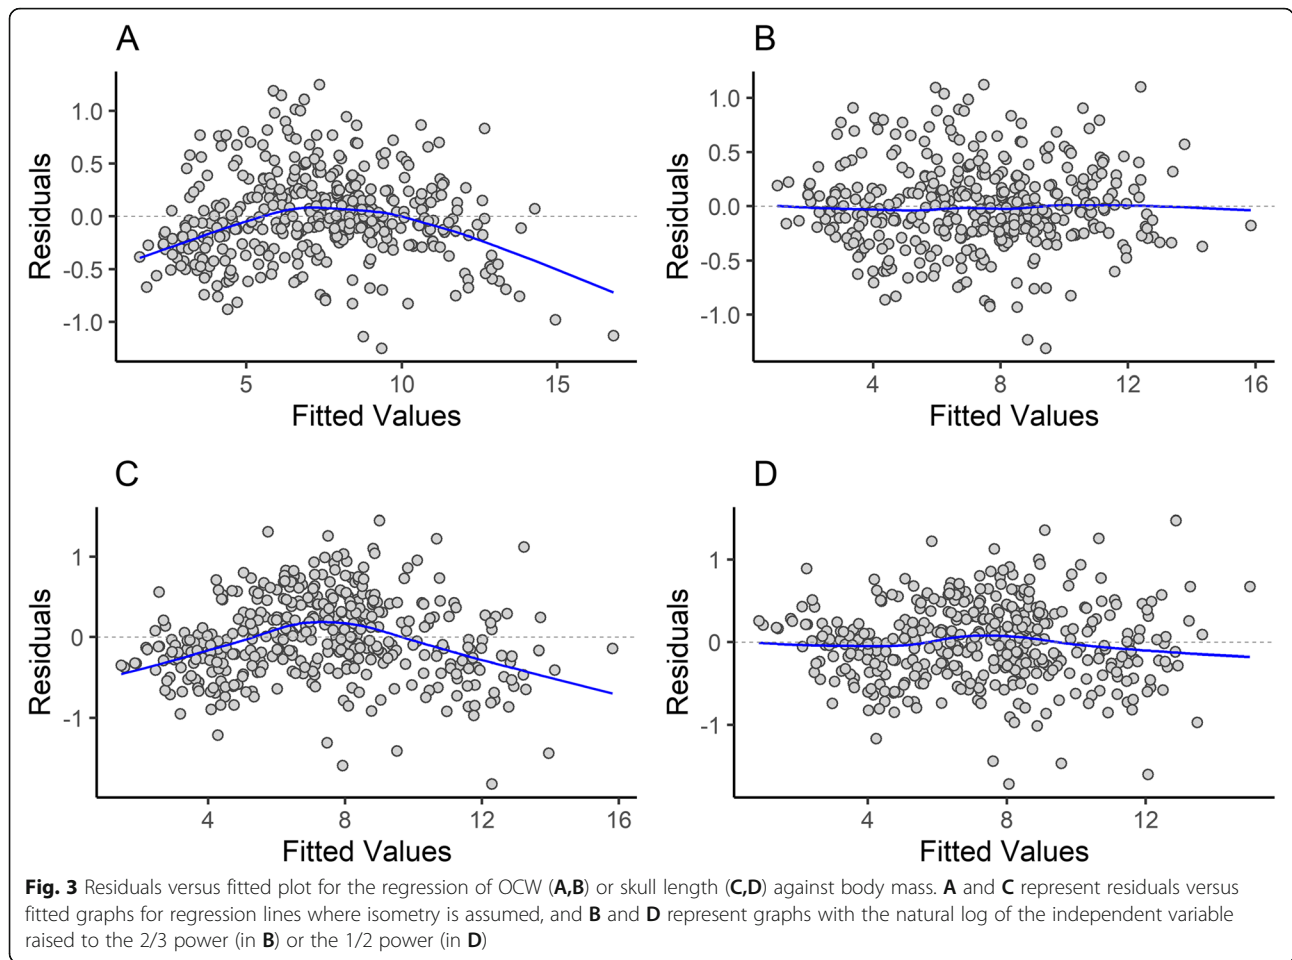 A
1.0
0.5
0.0
-0.5
-1.0
Residuals
5 10 15
Fitted Values
B
1.0
0.5
0.0
-0.5
-1.0
Residuals
4 8 12 16
Fitted Values
C
1
0
-1
Residuals
4 8 12 16
Fitted Values
D
1
0
-1
Residuals
4 8 12
Fitted Values
Fig. 3 Residuals versus fitted plot for the regression of OCW (A,B) or skull length (C,D) against body mass. A and C represent residuals versus
fitted graphs for regression lines where isometry is assumed, and B and D represent graphs with the natural log of the independent variable
raised to the 2/3 power (in B) or the 1/2 power (in D)